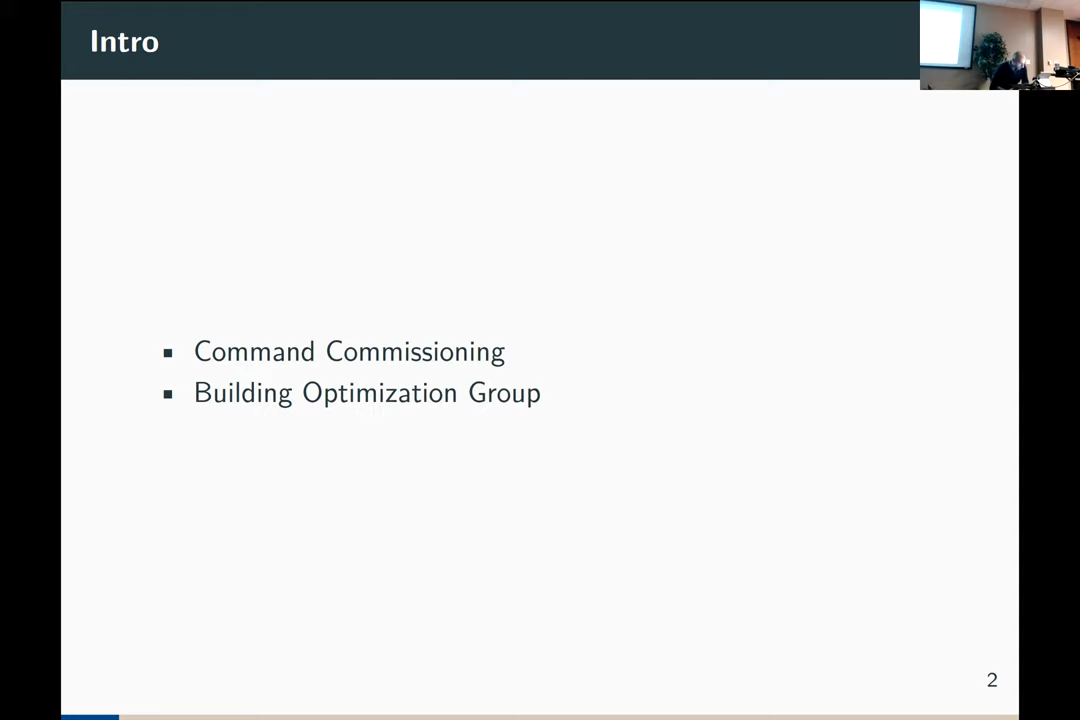 Intro
▪ Command Commissioning
▪ Building Optimization Group
2